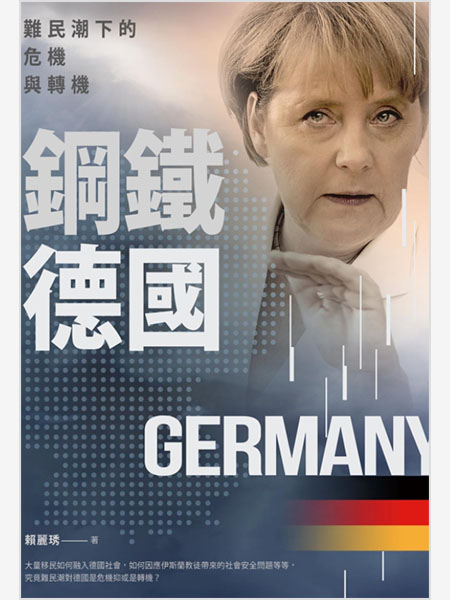 難民潮下的
危機
與轉機
鋼鐵
德國
GERMANY
賴麗琇——著
大量移民如何融入德國社會，如何因應伊斯蘭教徒帶來的社會安全問題等等，
究竟難民潮對德國是危機抑或是轉機？